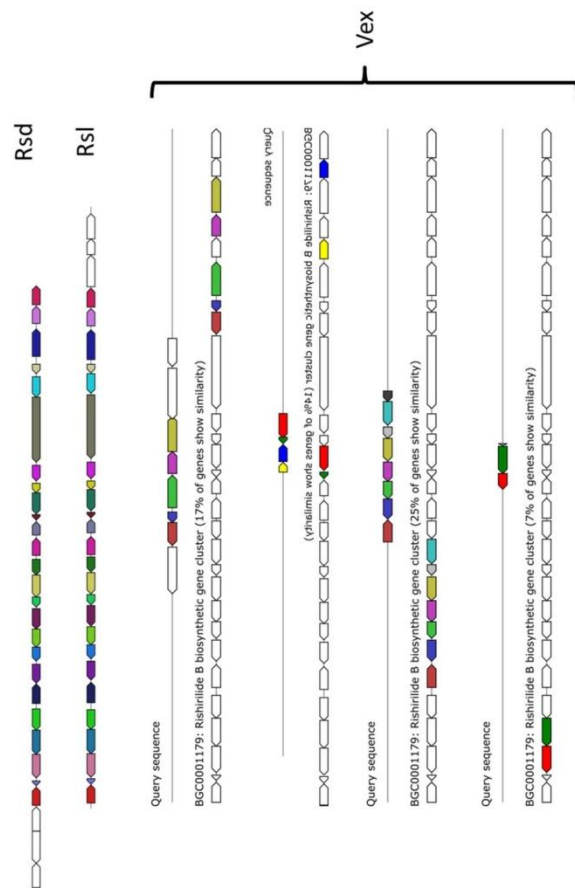 Rsd
Rsl
Vex
Query sequence
BGC0001179: Rishirilide B biosynthetic gene cluster (17% of genes show similarity)
Query sequence
BGC0001179: Rishirilide B biosynthetic gene cluster (14% of genes show similarity)
Query sequence
BGC0001179: Rishirilide B biosynthetic gene cluster (25% of genes show similarity)
Query sequence
BGC0001179: Rishirilide B biosynthetic gene cluster (7% of genes show similarity)